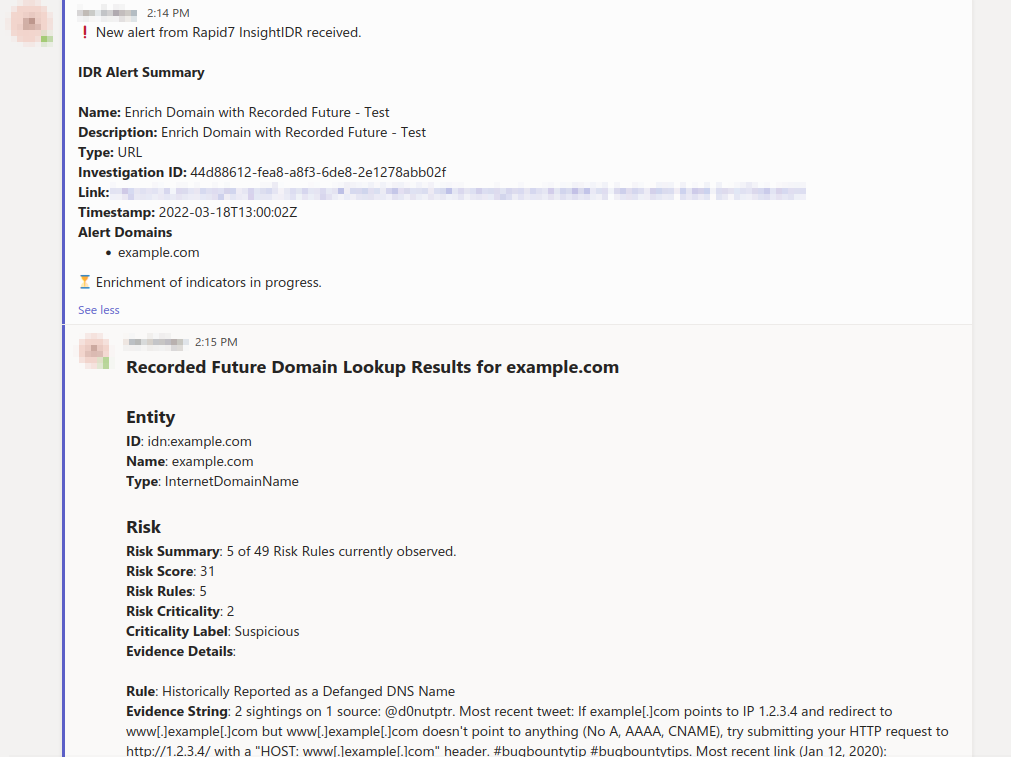 2:14 PM
❗ New alert from Rapid7 InsightIDR received.
IDR Alert Summary
Name: Enrich Domain with Recorded Future - Test
Description: Enrich Domain with Recorded Future - Test
Type: URL
Investigation ID: 44d88612-fea8-a8f3-6de8-2e1278abb02f
Link:
Timestamp: 2022-03-18T13:00:02Z
Alert Domains
• example.com
⏳ Enrichment of indicators in progress.
See less
2:15 PM
Recorded Future Domain Lookup Results for example.com
Entity
ID: idn:example.com
Name: example.com
Type: InternetDomainName
Risk
Risk Summary: 5 of 49 Risk Rules currently observed.
Risk Score: 31
Risk Rules: 5
Risk Criticality: 2
Criticality Label: Suspicious
Evidence Details:
Rule: Historically Reported as a Defanged DNS Name
Evidence String: 2 sightings on 1 source: @d0nutptr. Most recent tweet: If example[.]com points to IP 1.2.3.4 and redirect to
www[.]example[.]com but www[.]example[.]com doesn't point to anything (No A, AAAA, CNAME), try submitting your HTTP request to
http://1.2.3.4/ with a "HOST: www[.]example[.]com" header. #bugbountytip #bugbountytips. Most recent link (Jan 12, 2020):